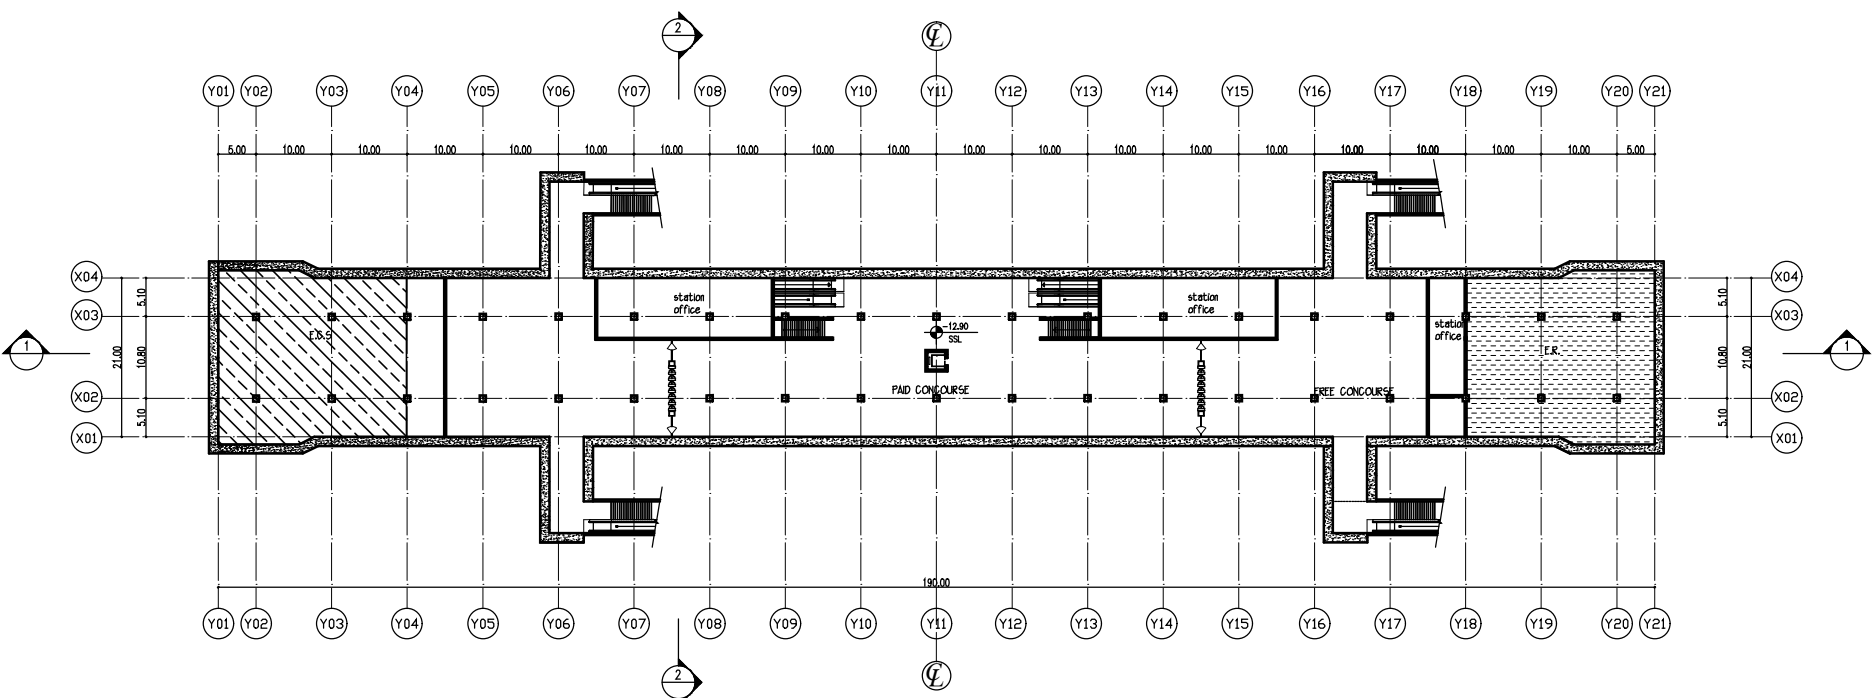 2
℄
Y01 Y02 Y03 Y04 Y05 Y06 Y07 Y08 Y09 Y10 Y11 Y12 Y13 Y14 Y15 Y16 Y17 Y18 Y19 Y20 Y21
5.00 10.00 10.00 10.00 10.00 10.00 10.00 10.00 10.00 10.00 10.00 10.00 10.00 10.00 10.00 10.00 10.00 10.00 10.00 5.00
X04 X04
5.10 5.10
station
office
station
office
X03 X03
-12.90
SSL
station
office
E.R.
1 1
21.00 10.80 10.80 21.00
PAID CONCOURSE
FREE CONCOURSE
X02 X02
5.10 5.10
X01 X01
190.00
Y01 Y02 Y03 Y04 Y05 Y06 Y07 Y08 Y09 Y10 Y11 Y12 Y13 Y14 Y15 Y16 Y17 Y18 Y19 Y20 Y21
2
℄